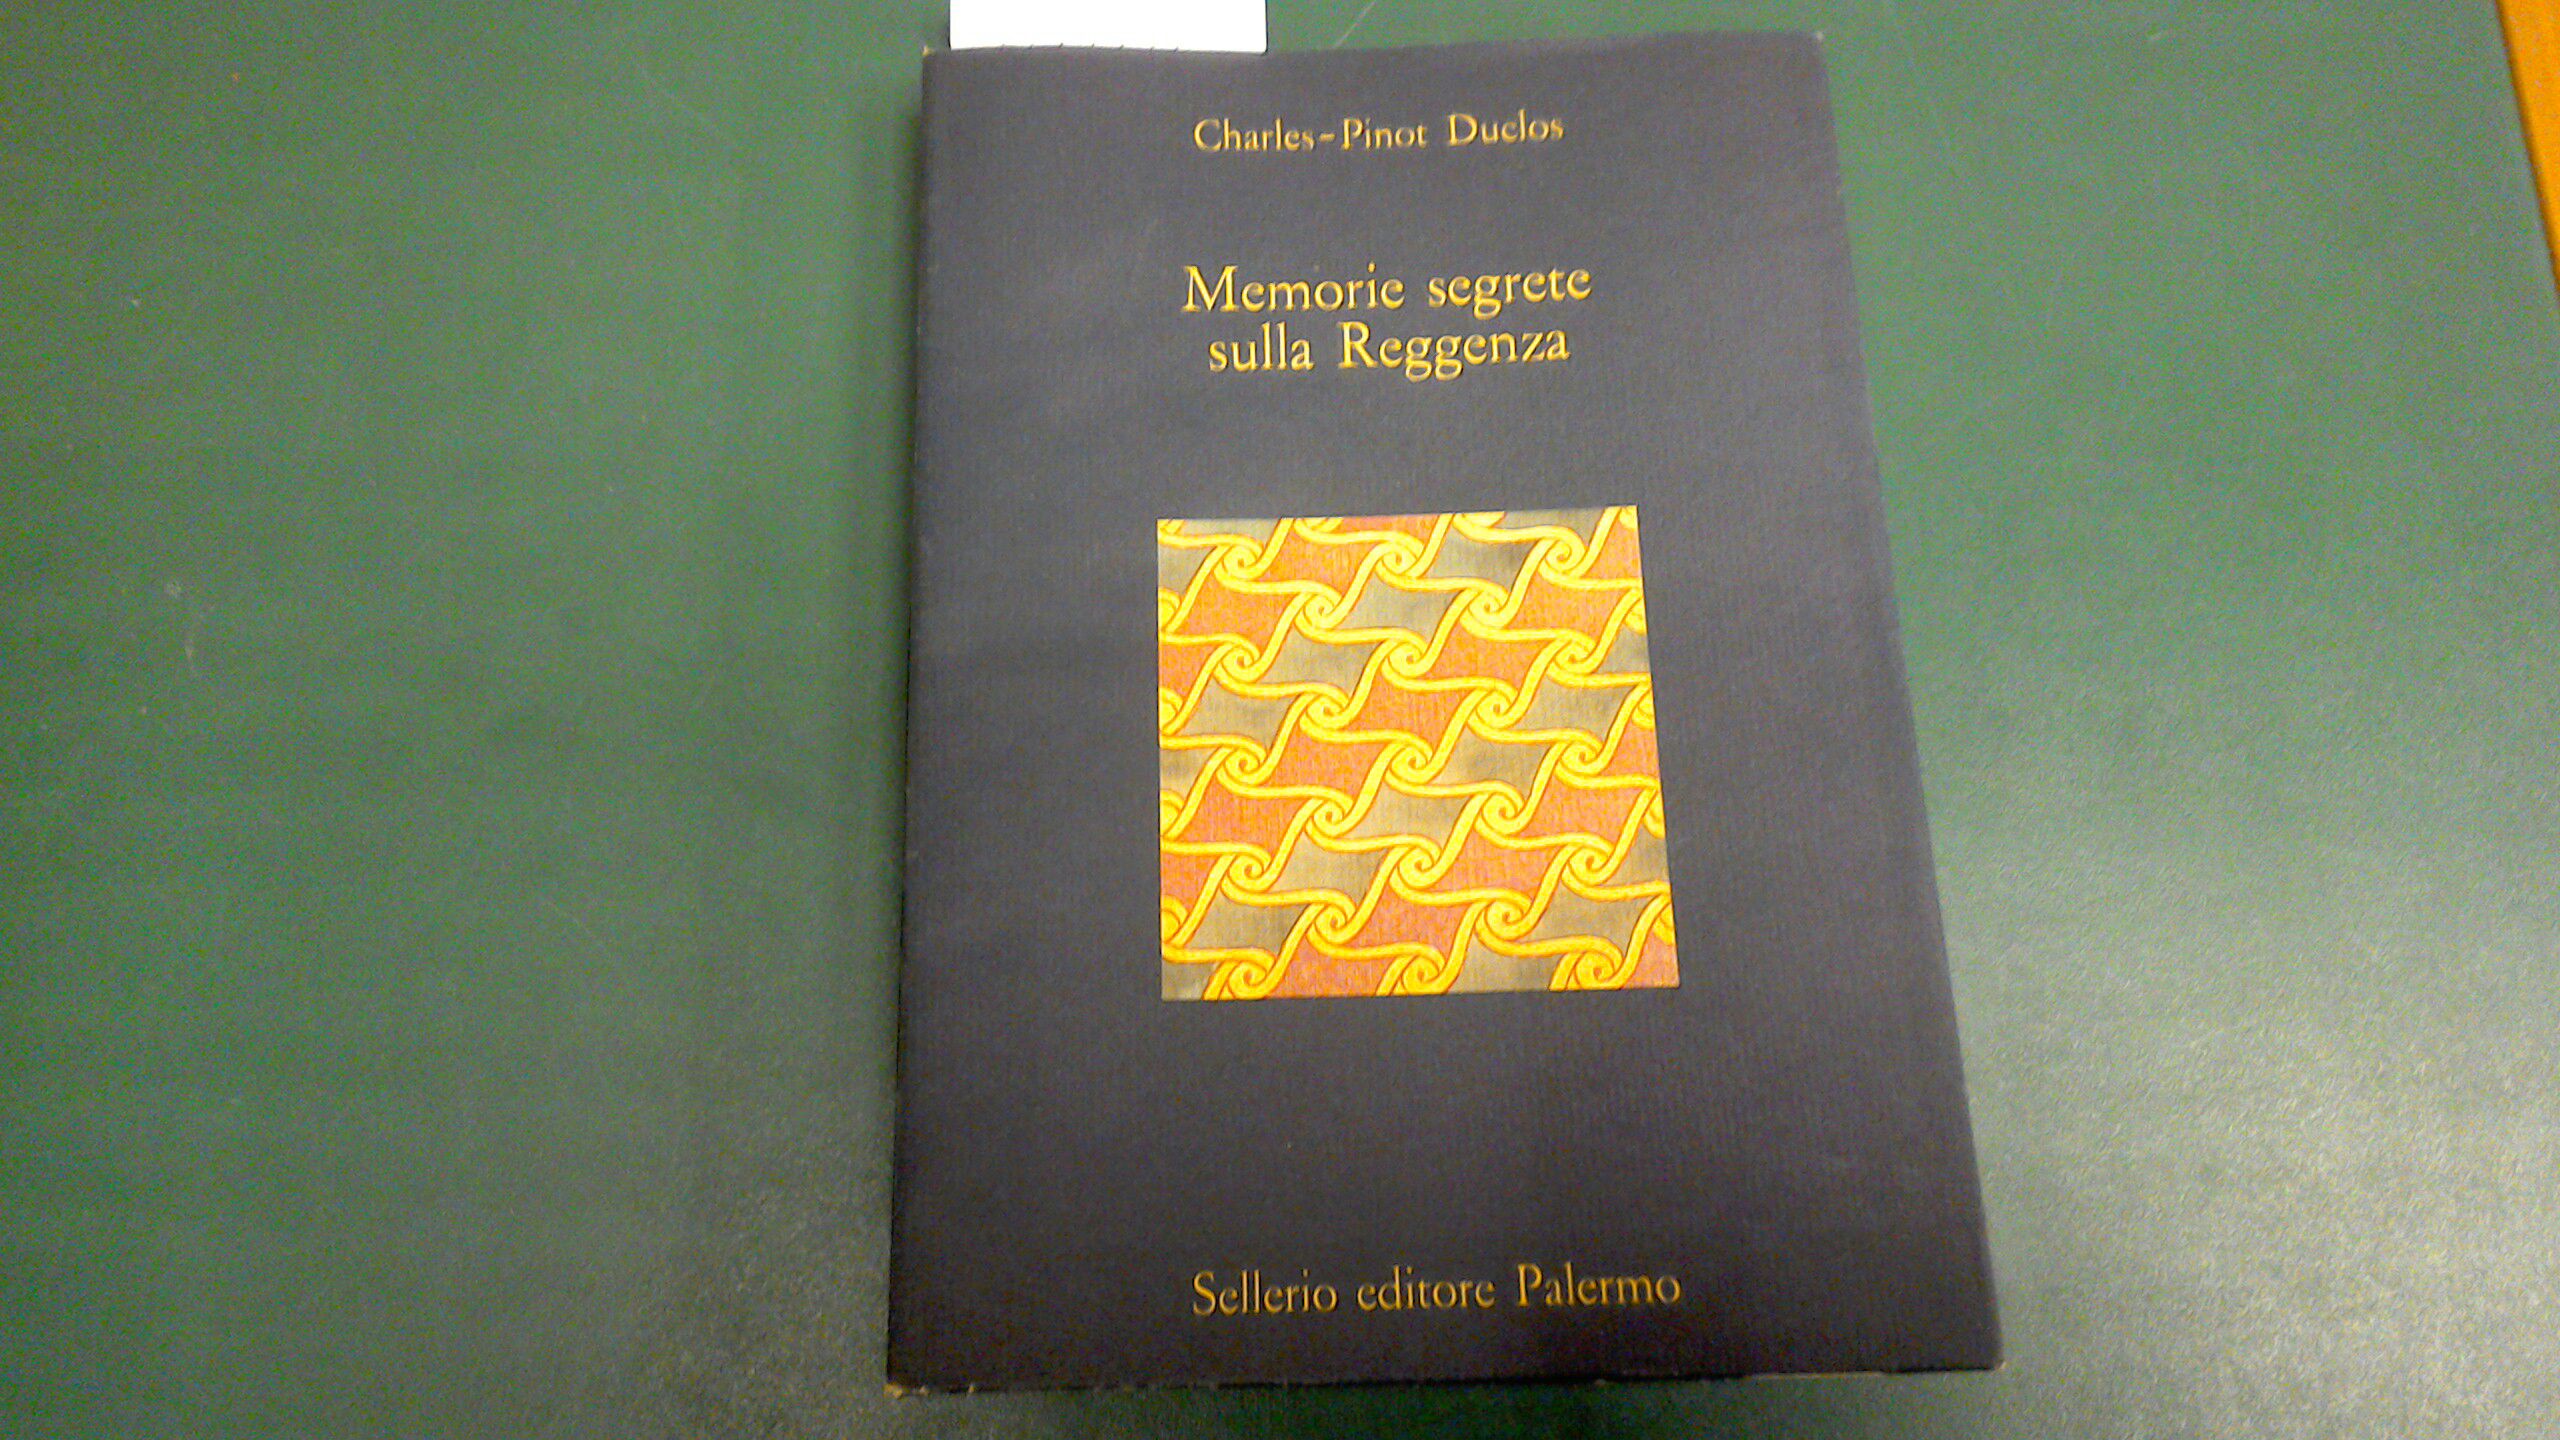 Charles-Pinot Duclos
Memorie segrete
sulla Reggenza
Sellerio editore Palermo